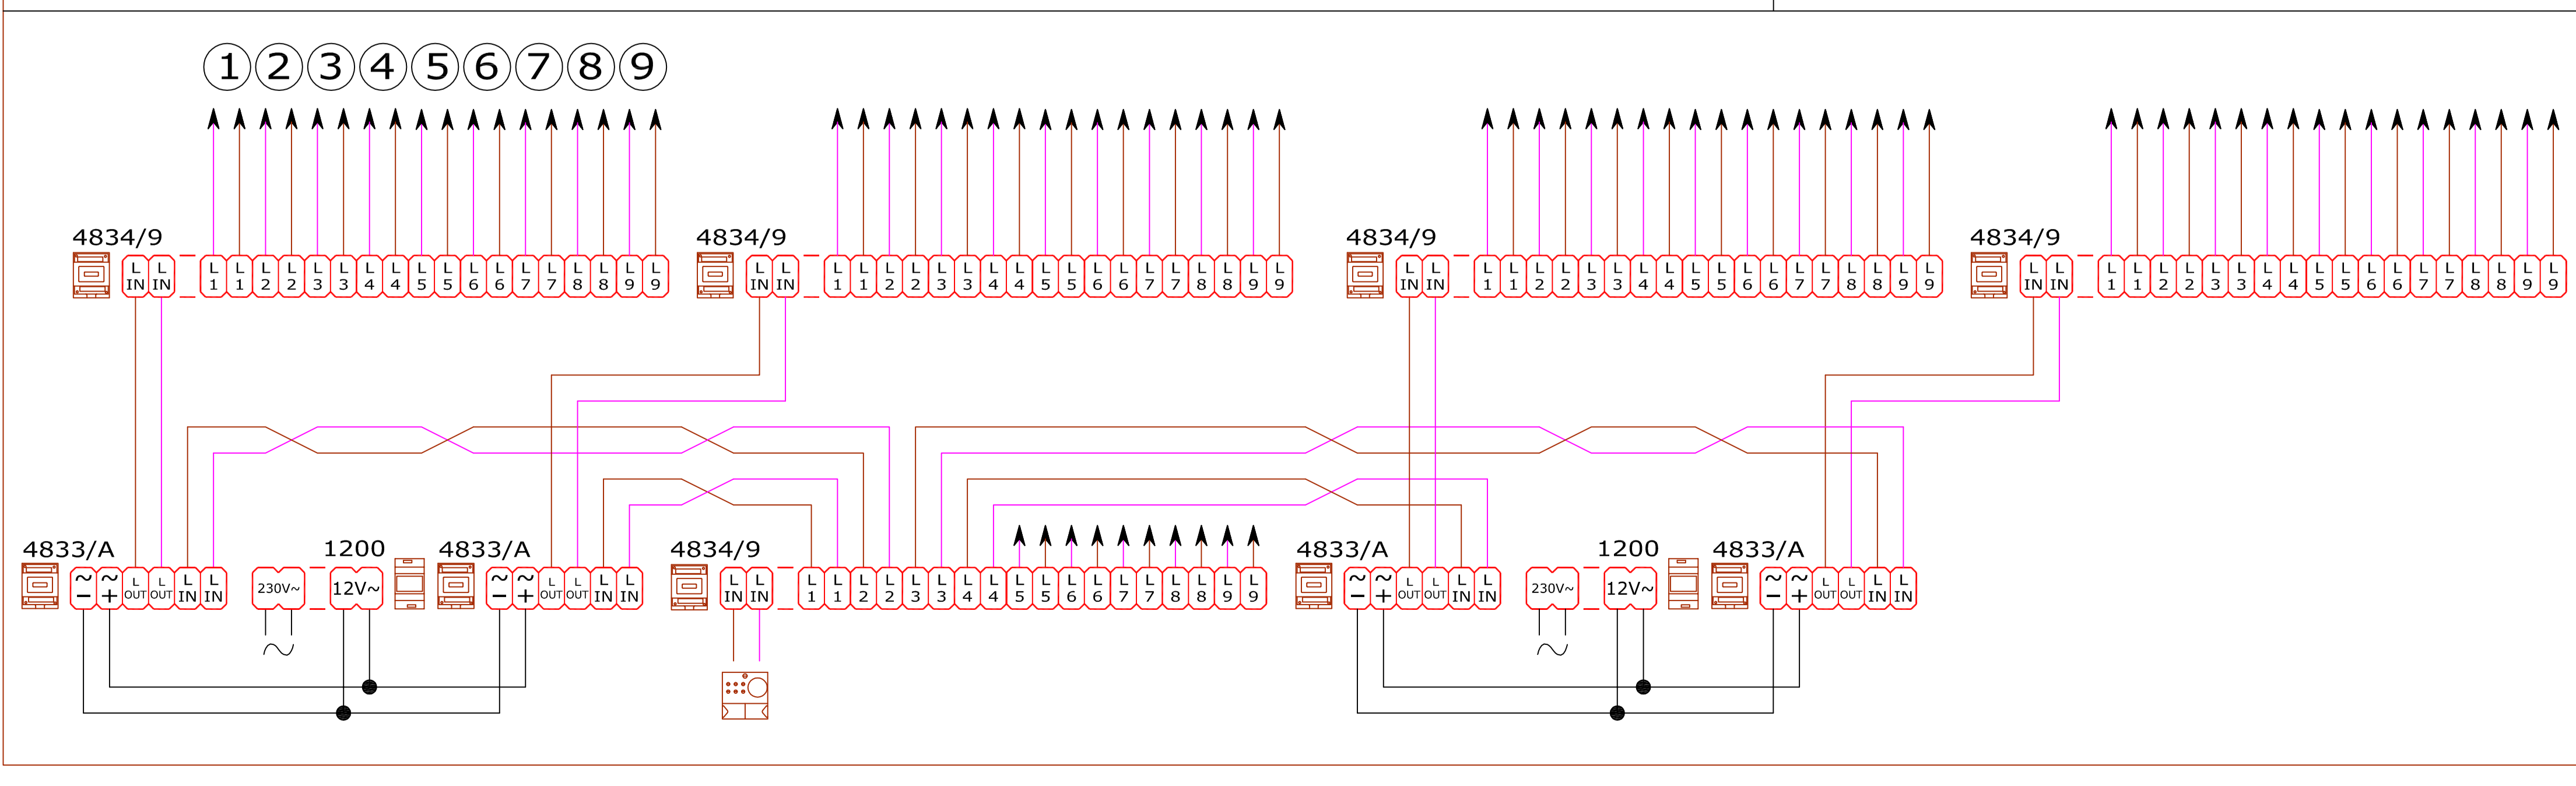 ① ② ③ ④ ⑤ ⑥ ⑦ ⑧ ⑨
4834/9 4834/9 4834/9 4834/9
L L L L L L L L L L L L L L L L L L L L L L L L L L L L L L L L L L L L L L L L L L L L L L L L L L L L L L L L L L L L L L L L L L L L L L L L L L L L L L L L
IN IN 1 1 2 2 3 3 4 4 5 5 6 6 7 7 8 8 9 9 IN IN 1 1 2 2 3 3 4 4 5 5 6 6 7 7 8 8 9 9 IN IN 1 1 2 2 3 3 4 4 5 5 6 6 7 7 8 8 9 9 IN IN 1 1 2 2 3 3 4 4 5 5 6 6 7 7 8 8 9 9
4833/A 1200 4833/A 4834/9 4833/A 1200 4833/A
~ ~ L L L L 230V~ 12V~ ~ ~ L L L L L L L L L L L L L L L L L L L L L L L L ~ ~ L L L L 230V~ 12V~ ~ ~ L L L L
− + OUT OUT IN IN − + OUT OUT IN IN IN IN 1 1 2 2 3 3 4 4 5 5 6 6 7 7 8 8 9 9 − + OUT OUT IN IN − + OUT OUT IN IN
~ ~